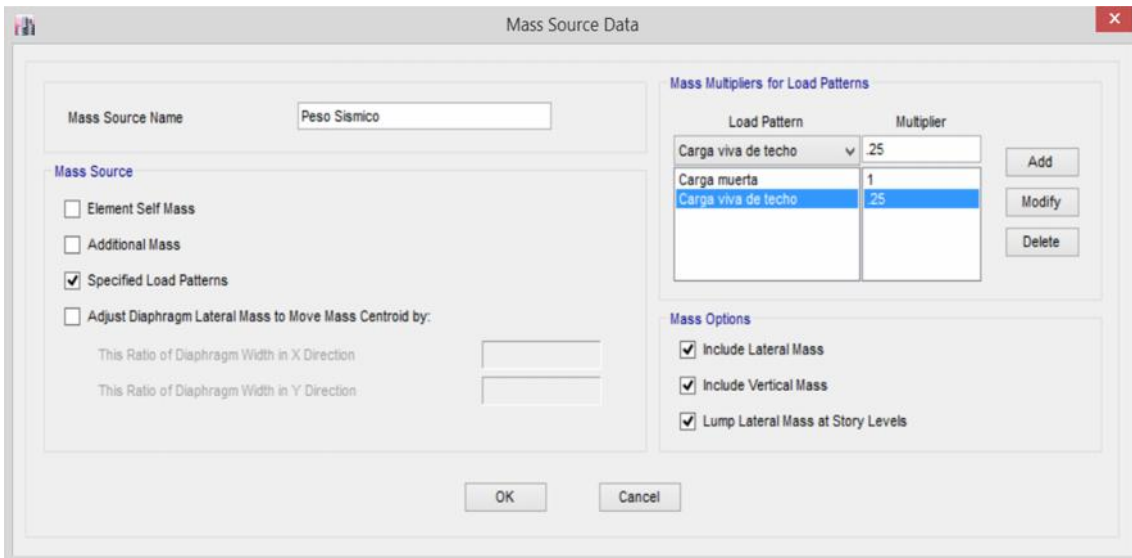 Mass Source Data
Mass Source Name
Peso Sismico
Mass Source
Element Self Mass
Additional Mass
Specified Load Patterns
Adjust Diaphragm Lateral Mass to Move Mass Centroid by:
This Ratio of Diaphragm Width in X Direction
This Ratio of Diaphragm Width in Y Direction
Mass Multipliers for Load Patterns
Load Pattern Multiplier
Carga viva de techo .25
Carga muerta 1
Carga viva de techo .25
Add
Modify
Delete
Mass Options
Include Lateral Mass
Include Vertical Mass
Lump Lateral Mass at Story Levels
OK Cancel